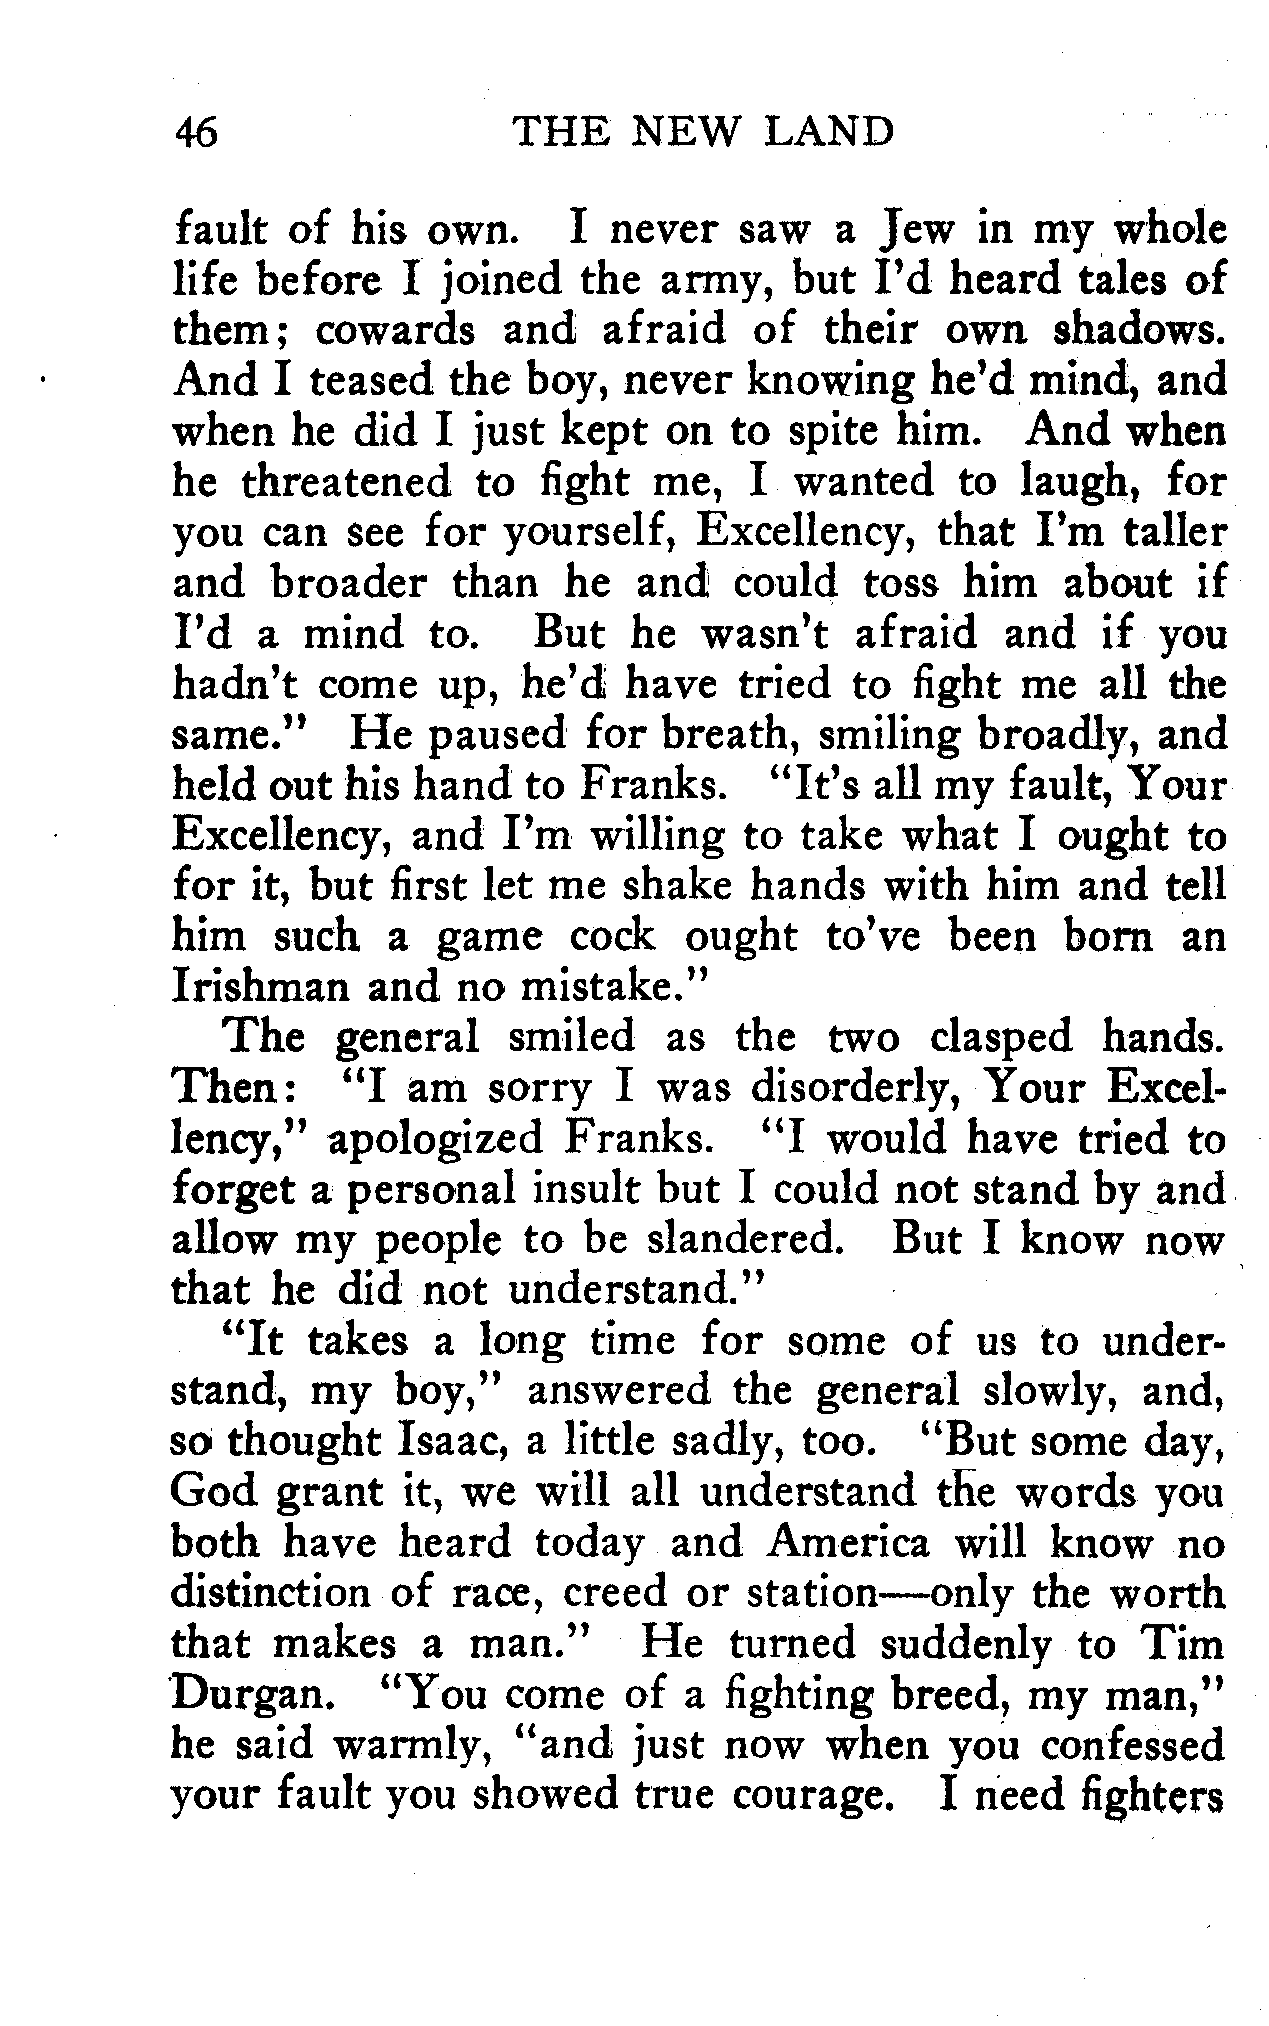 46 THE NEW LAND
fault of his own. I never saw a Jew in my whole
life before I joined the army, but I'd heard tales of
them; cowards and afraid of their own shadows.
And I teased the boy, never knowing he'd mind, and
when he did I just kept on to spite him. And when
he threatened to fight me, I wanted to laugh, for
you can see for yourself, Excellency, that I'm taller
and broader than he and could toss him about if
I'd a mind to. But he wasn't afraid and if you
hadn't come up, he'd have tried to fight me all the
same." He paused for breath, smiling broadly, and
held out his hand to Franks. "It's all my fault, Your
Excellency, and I'm willing to take what I ought to
for it, but first let me shake hands with him and tell
him such a game cock ought to've been born an
Irishman and no mistake."
The general smiled as the two clasped hands.
Then: "I am sorry I was disorderly, Your Excel-
lency," apologized Franks. "I would have tried to
forget a personal insult but I could not stand by and
allow my people to be slandered. But I know now
that he did not understand."
"It takes a long time for some of us to under-
stand, my boy," answered the general slowly, and,
so thought Isaac, a little sadly, too. "But some day,
God grant it, we will all understand the words you
both have heard today and America will know no
distinction of race, creed or station—only the worth
that makes a man." He turned suddenly to Tim
Durgan. "You come of a fighting breed, my man,"
he said warmly, "and just now when you confessed
your fault you showed true courage. I need fighters